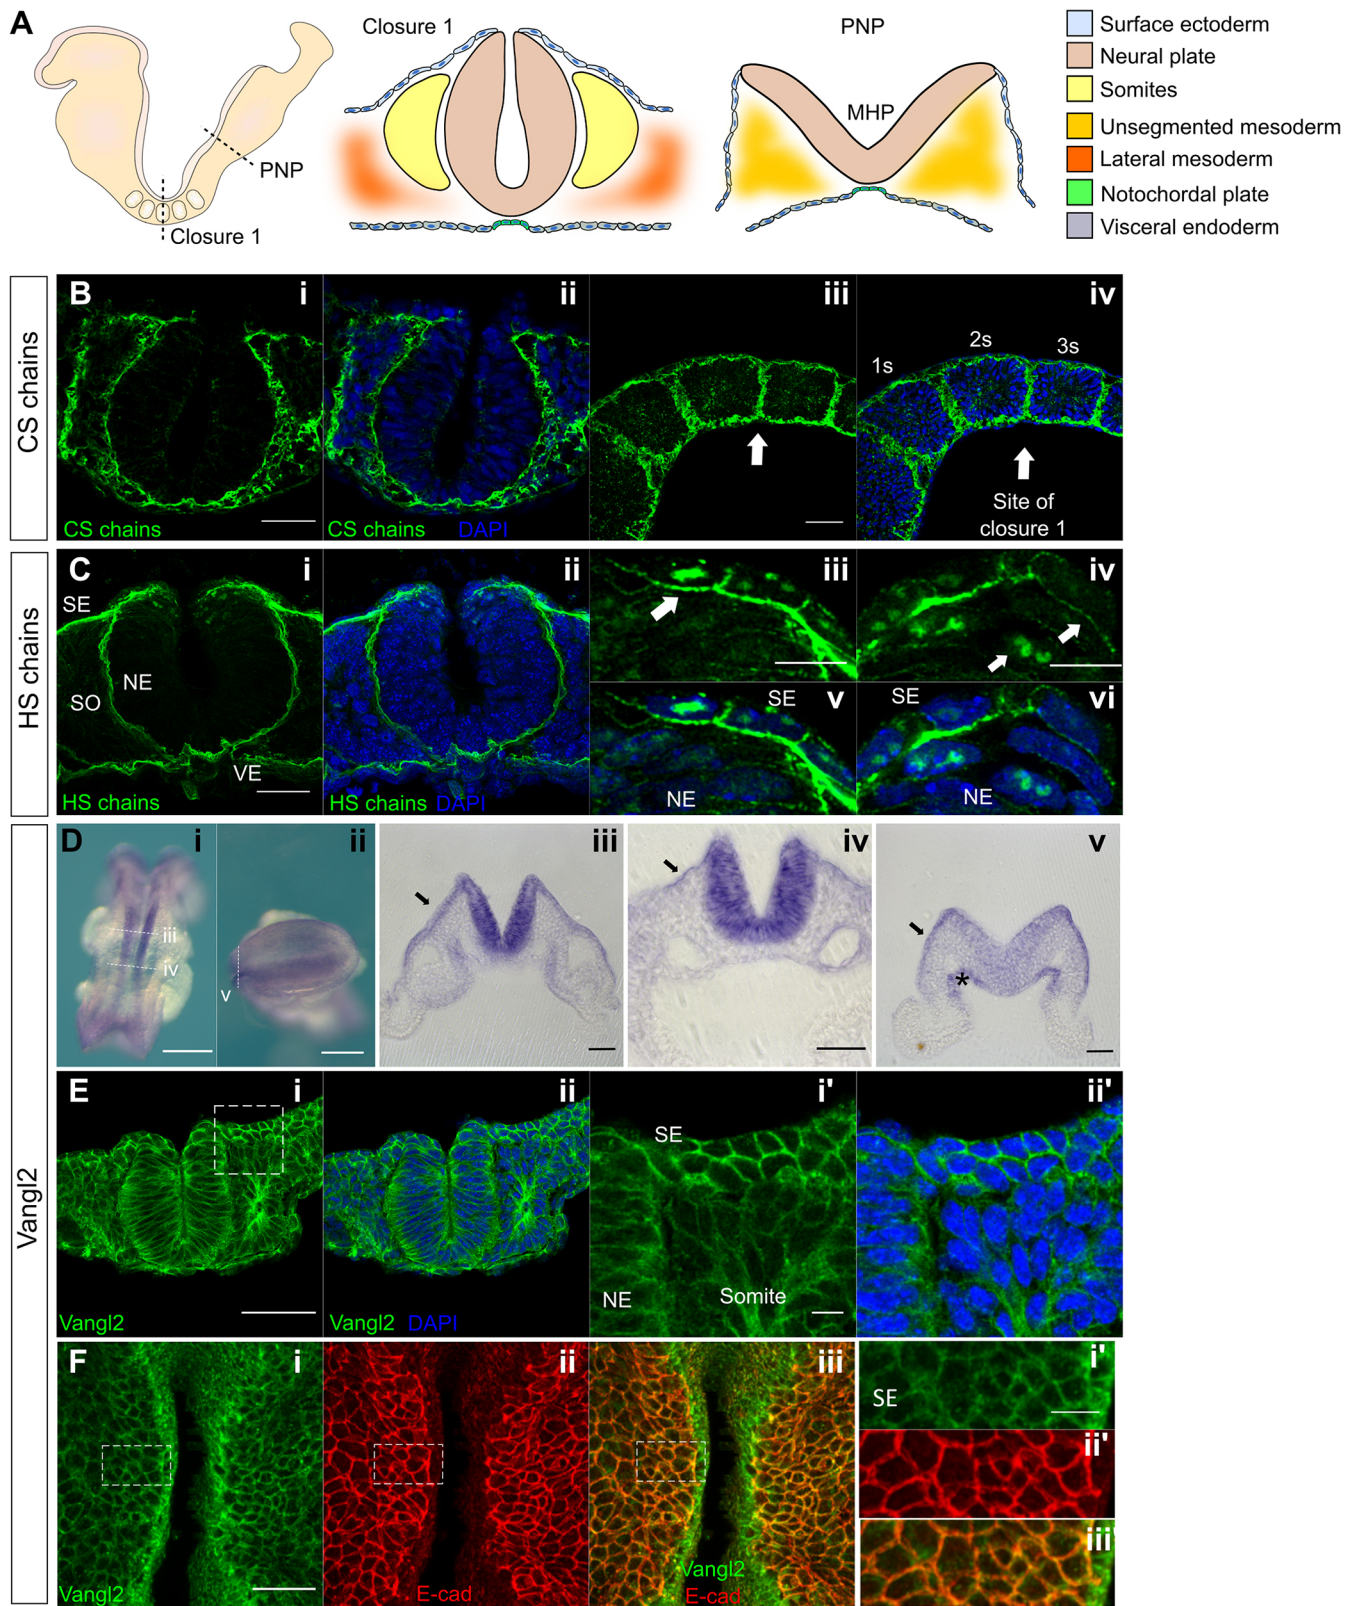 A
Closure 1
PNP
MHP
PNP
Closure 1
Surface ectoderm
Neural plate
Somites
Unsegmented mesoderm
Lateral mesoderm
Notochordal plate
Visceral endoderm
CS chains
B
i
ii
iii
iv
1s
2s
3s
Site of
closure 1
CS chains
CS chains
DAPI
HS chains
C
i
ii
iii
iv
SE
NE
SO
VE
HS chains
HS chains
DAPI
v
SE
NE
vi
SE
NE
Vangl2
D
i
iii
iv
ii
v
iii
iv
v
*
E
i
ii
i'
ii'
SE
NE
Somite
Vangl2
Vangl2
DAPI
F
i
ii
iii
i'
SE
ii'
iii'
Vangl2
E-cad
Vangl2
E-cad